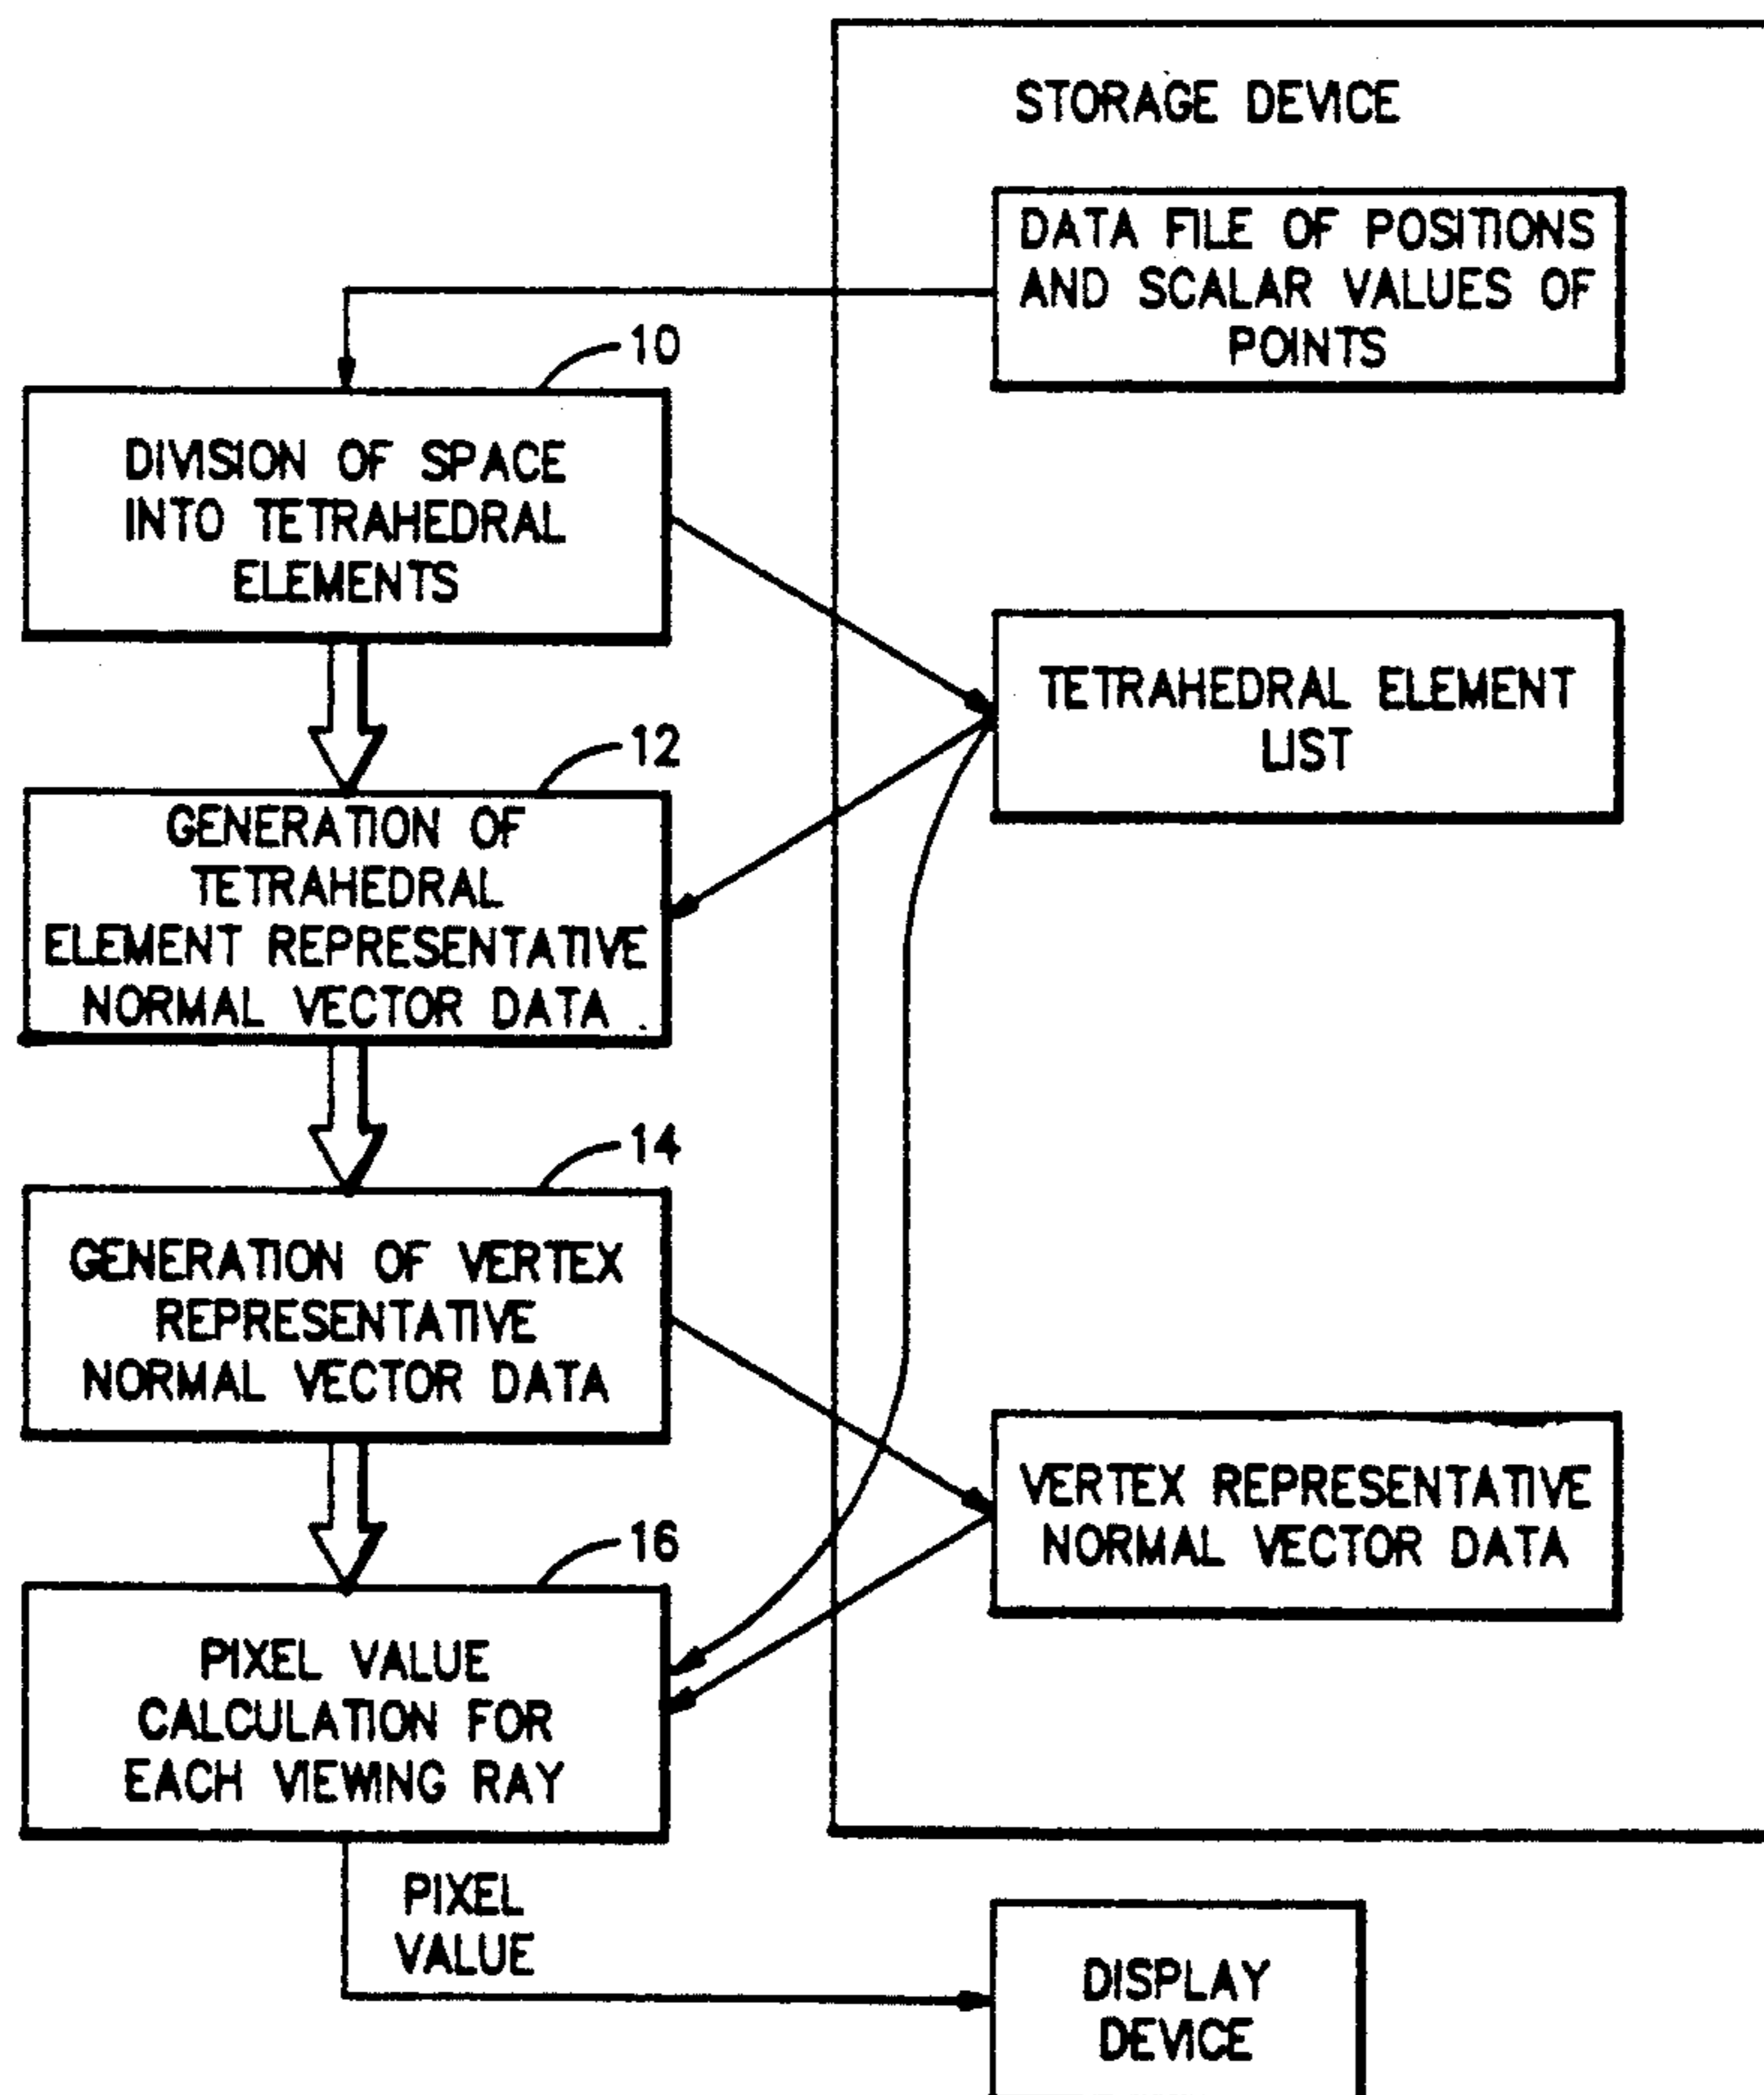 STORAGE DEVICE
DATA FILE OF POSITIONS
AND SCALAR VALUES OF
POINTS
10
DIVISION OF SPACE
INTO TETRAHEDRAL
ELEMENTS
TETRAHEDRAL ELEMENT
LIST
12
GENERATION OF
TETRAHEDRAL
ELEMENT REPRESENTATIVE
NORMAL VECTOR DATA
14
GENERATION OF VERTEX
REPRESENTATIVE
NORMAL VECTOR DATA
VERTEX REPRESENTATIVE
NORMAL VECTOR DATA
16
PIXEL VALUE
CALCULATION FOR
EACH VIEWING RAY
PIXEL
VALUE
DISPLAY
DEVICE